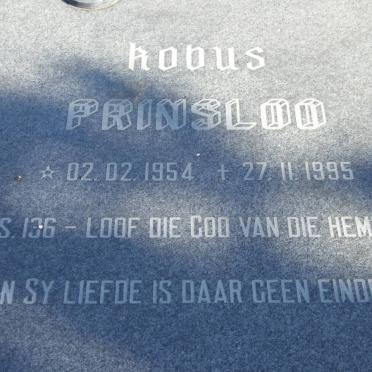 kobus
PRINSLOO
☆ 02.02.1954 + 27.11.1995
S. 136 - LOOF DIE GOD VAN DIE HEM
N SY LIEFDE IS DAAR GEEN EIND